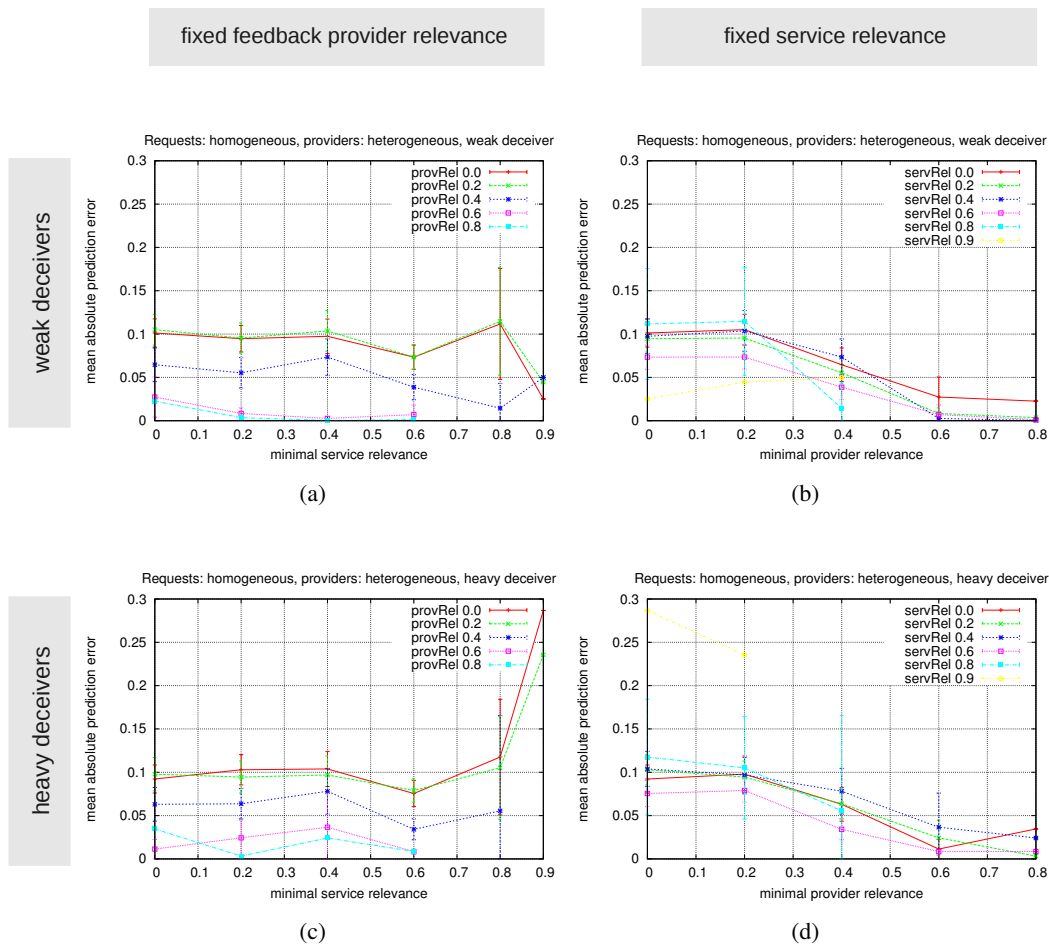 fixed feedback provider relevance
fixed service relevance
weak deceivers
Requests: homogeneous, providers: heterogeneous, weak deceiver
mean absolute prediction error
0.3
0.25
0.2
0.15
0.1
0.05
0
provRel 0.0
provRel 0.2
provRel 0.4
provRel 0.6
provRel 0.8
0 0.1 0.2 0.3 0.4 0.5 0.6 0.7 0.8 0.9
minimal service relevance
(a)
Requests: homogeneous, providers: heterogeneous, weak deceiver
mean absolute prediction error
0.3
0.25
0.2
0.15
0.1
0.05
0
servRel 0.0
servRel 0.2
servRel 0.4
servRel 0.6
servRel 0.8
servRel 0.9
0 0.1 0.2 0.3 0.4 0.5 0.6 0.7 0.8
minimal provider relevance
(b)
heavy deceivers
Requests: homogeneous, providers: heterogeneous, heavy deceiver
mean absolute prediction error
0.3
0.25
0.2
0.15
0.1
0.05
0
provRel 0.0
provRel 0.2
provRel 0.4
provRel 0.6
provRel 0.8
0 0.1 0.2 0.3 0.4 0.5 0.6 0.7 0.8 0.9
minimal service relevance
(c)
Requests: homogeneous, providers: heterogeneous, heavy deceiver
mean absolute prediction error
0.3
0.25
0.2
0.15
0.1
0.05
0
servRel 0.0
servRel 0.2
servRel 0.4
servRel 0.6
servRel 0.8
servRel 0.9
0 0.1 0.2 0.3 0.4 0.5 0.6 0.7 0.8
minimal provider relevance
(d)